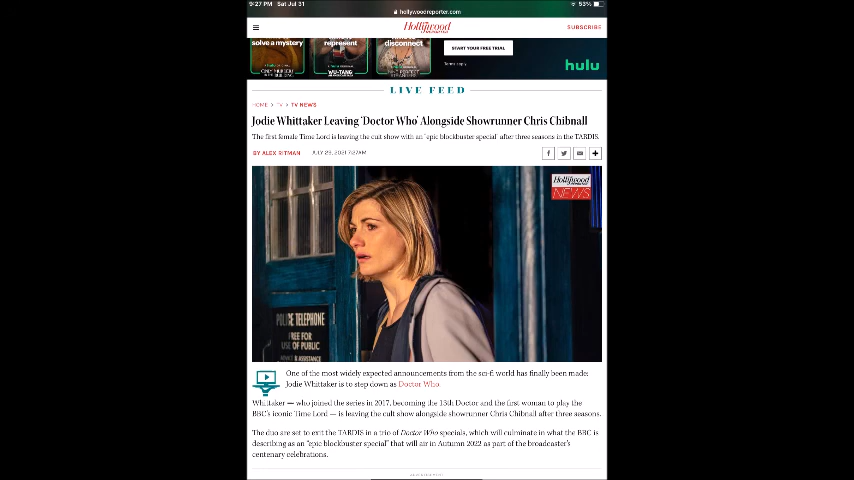 9:27 PM Sat Jul 31
53%
hollywoodreporter.com
Hollywood
REPORTER
SUBSCRIBE
solve a mystery
represent
disconnect
START YOUR FREE TRIAL
Terms apply.
hulu
WU-TANG
LIVE FEED
HOME > TV > TV NEWS
Jodie Whittaker Leaving 'Doctor Who' Alongside Showrunner Chris Chibnall
The first female Time Lord is leaving the cult show with an "epic blockbuster special" after three seasons in the TARDIS.
BY ALEX RITMAN JULY 29, 2021 7:27AM
Hollywood
NEWS
POLICE TELEPHONE
FREE FOR
USE OF PUBLIC
ADVICE & ASSISTANCE
One of the most widely expected announcements from the sci-fi world has finally been made:
Jodie Whittaker is to step down as Doctor Who.
Whittaker — who joined the series in 2017, becoming the 13th Doctor and the first woman to play the
BBC's iconic Time Lord — is leaving the cult show alongside showrunner Chris Chibnall after three seasons.
The duo are set to exit the TARDIS in a trio of Doctor Who specials, which will culminate in what the BBC is
describing as an "epic blockbuster special" that will air in Autumn 2022 as part of the broadcaster's
centenary celebrations.